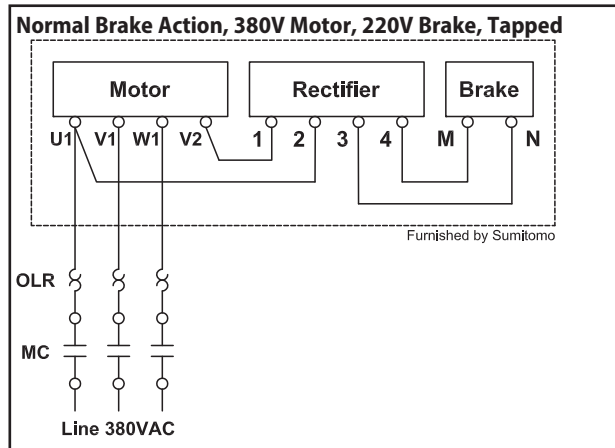 Normal Brake Action, 380V Motor, 220V Brake, Tapped
Motor Rectifier Brake
U1 V1 W1 V2 1 2 3 4 M N
Furnished by Sumitomo
OLR
MC
Line 380VAC